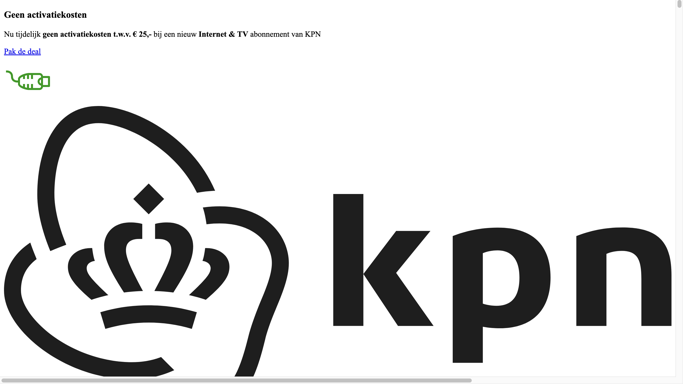 Geen activatiekosten
Nu tijdelijk geen activatiekosten t.w.v. € 25,- bij een nieuw Internet & TV abonnement van KPN
Pak de deal
kpn